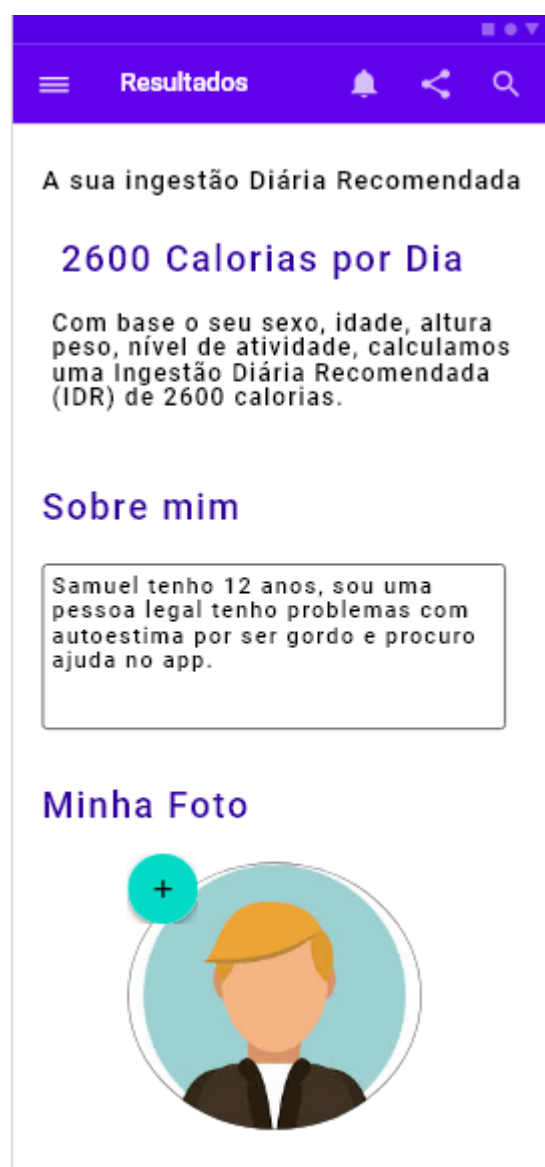 Resultados
A sua ingestão Diária Recomendada
2600 Calorias por Dia
Com base o seu sexo, idade, altura
peso, nível de atividade, calculamos
uma Ingestão Diária Recomendada
(IDR) de 2600 calorias.
Sobre mim
Samuel tenho 12 anos, sou uma
pessoa legal tenho problemas com
autoestima por ser gordo e procuro
ajuda no app.
Minha Foto
+